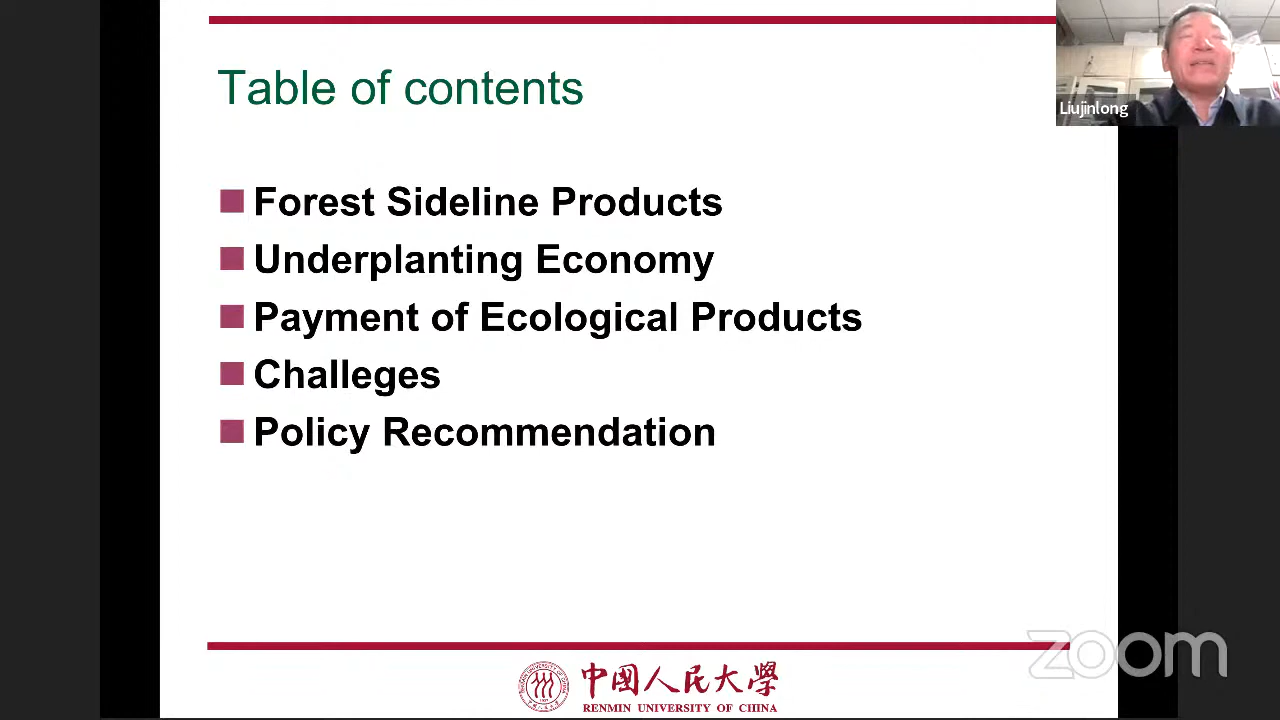 Table of contents
Liujinlong
Forest Sideline Products
Underplanting Economy
Payment of Ecological Products
Challeges
Policy Recommendation
zoom
中國人民大學
RENMIN UNIVERSITY OF CHINA